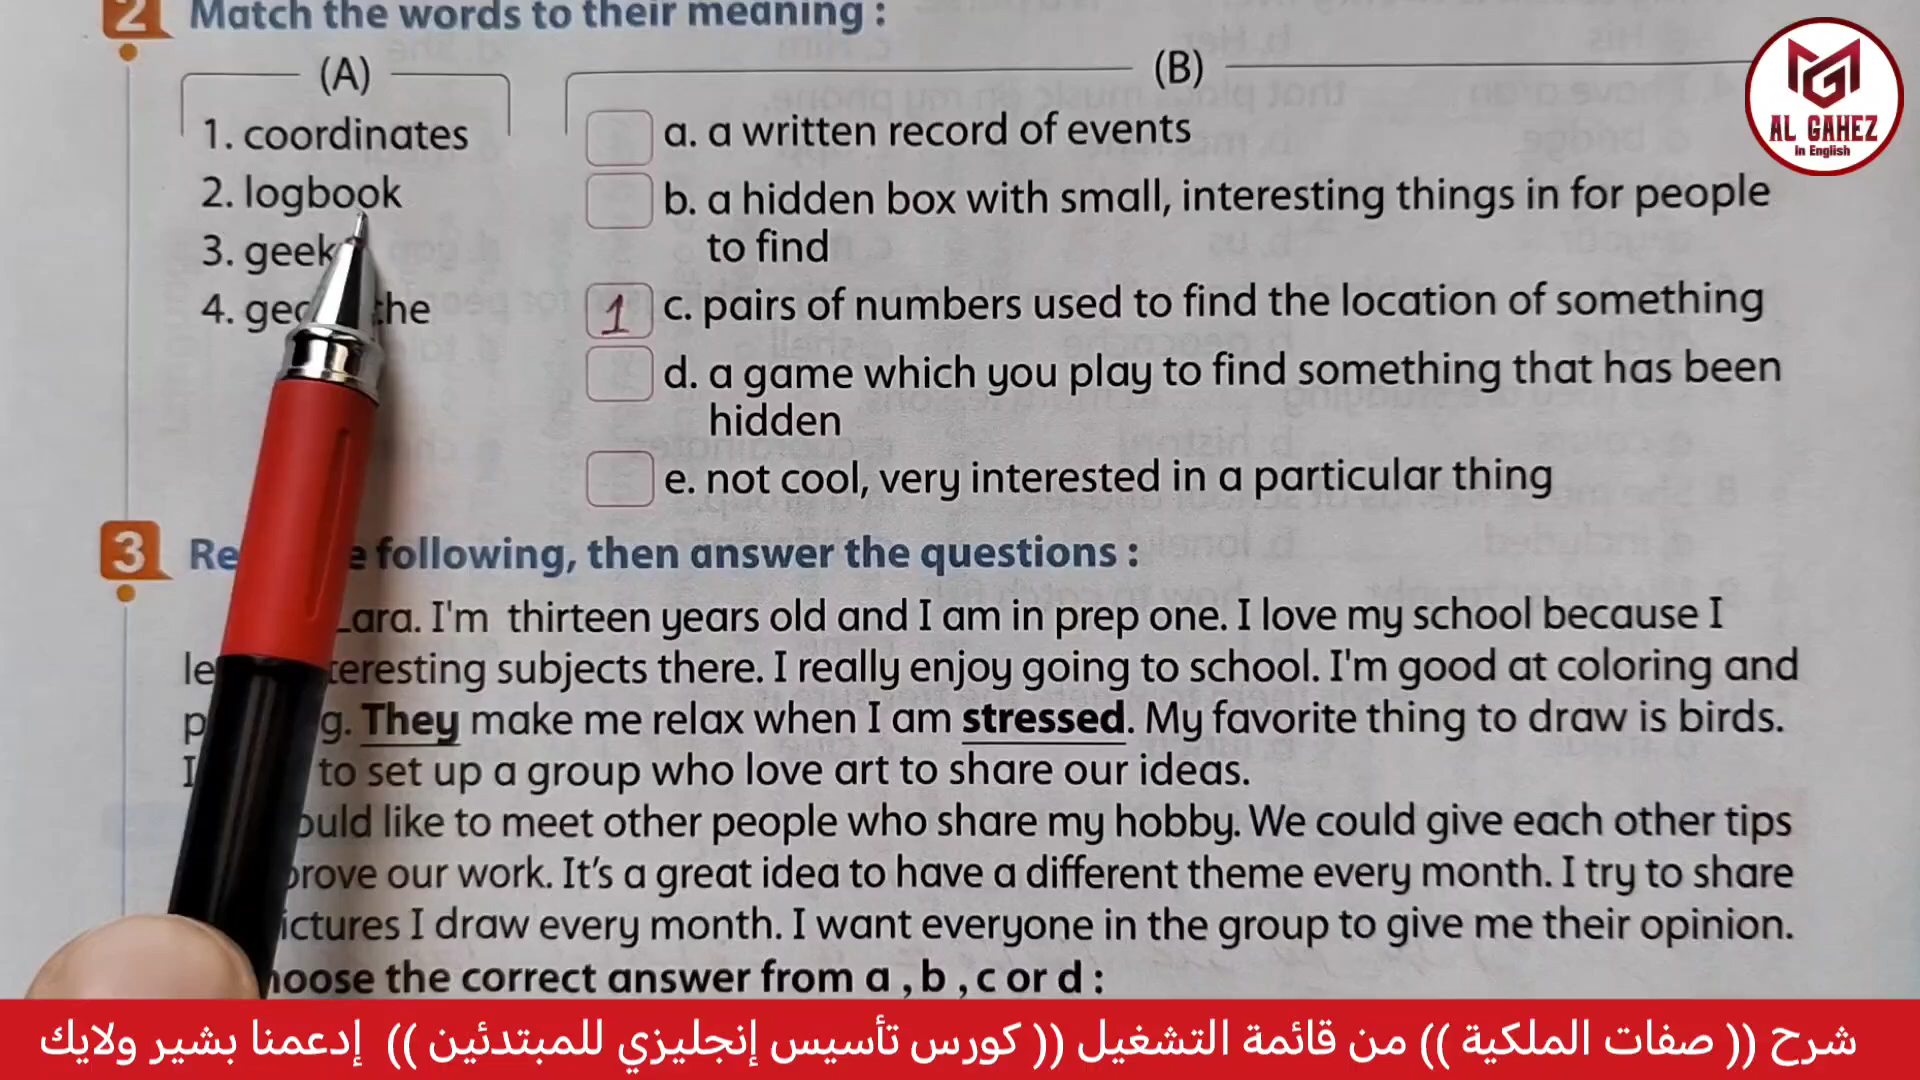 2 Match the words to their meaning :
(A) (B)
1. coordinates
2. logbook
3. geek
4. geo the
a. a written record of events
b. a hidden box with small, interesting things in for people
to find
1 c. pairs of numbers used to find the location of something
d. a game which you play to find something that has been
hidden
e. not cool, very interested in a particular thing
AL GAHEZ
in English
3 following, then answer the questions :
Lara. I'm thirteen years old and I am in prep one. I love my school because I
subjects there. I really enjoy going to school. I'm good at coloring and
They make me relax when I am stressed. My favorite thing to draw is birds.
I to set up a group who love art to share our ideas.
like to meet other people who share my hobby. We could give each other tips
our work. It's a great idea to have a different theme every month. I try to share
I draw every month. I want everyone in the group to give me their opinion.
the correct answer from a , b , c or d :
شرح (( صفات الملكية )) من قائمة التشغيل (( كورس تأسيس إنجليزي للمبتدئين )) إدعمنا بشير ولايك